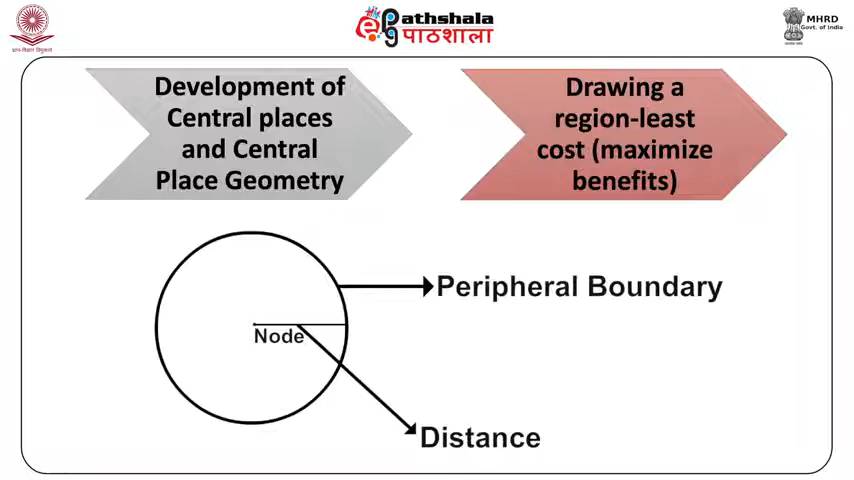 athshala
पाठशाला
MHRD
Govt. of India
Development of
Central places
and Central
Place Geometry
Drawing a
region-least
cost (maximize
benefits)
Peripheral Boundary
Node
Distance